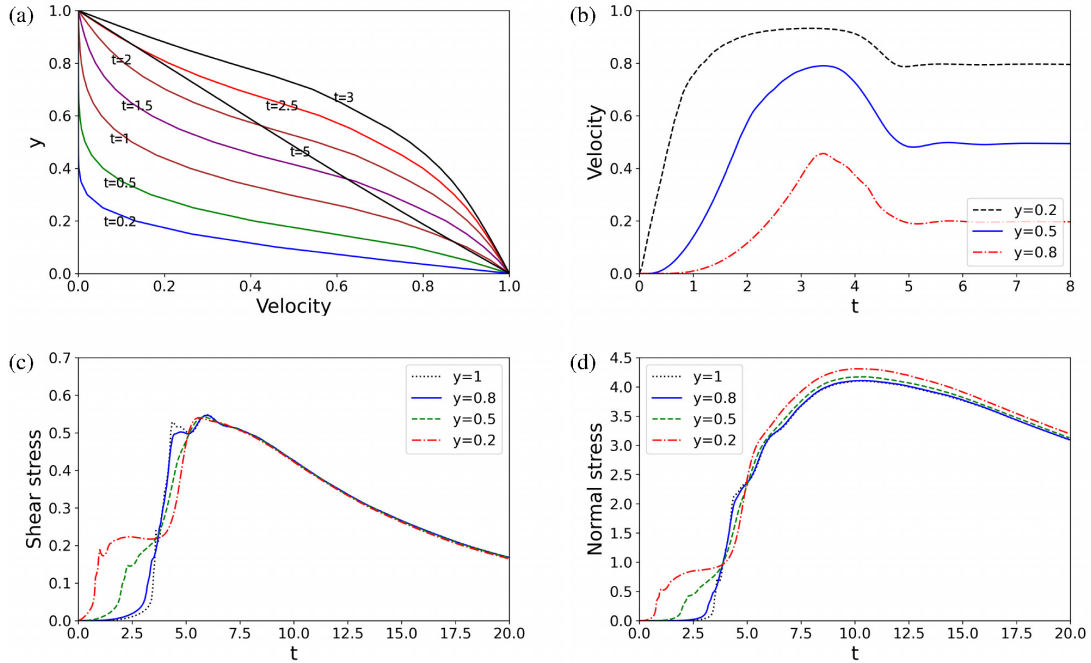 (a)
1.0
0.8
0.6
0.4
0.2
0.0
y
t=2
t=1.5
t=1
t=0.5
t=0.2
t=2.5
t=3
t=5
0.0 0.2 0.4 0.6 0.8 1.0
Velocity
(b)
1.0
0.8
0.6
0.4
0.2
0.0
Velocity
y=0.2
y=0.5
y=0.8
0 1 2 3 4 5 6 7 8
t
(c)
0.7
0.6
0.5
0.4
0.3
0.2
0.1
0.0
Shear stress
y=1
y=0.8
y=0.5
y=0.2
0.0 2.5 5.0 7.5 10.0 12.5 15.0 17.5 20.0
t
(d)
4.5
4.0
3.5
3.0
2.5
2.0
1.5
1.0
0.5
0.0
Normal stress
y=1
y=0.8
y=0.5
y=0.2
0.0 2.5 5.0 7.5 10.0 12.5 15.0 17.5 20.0
t